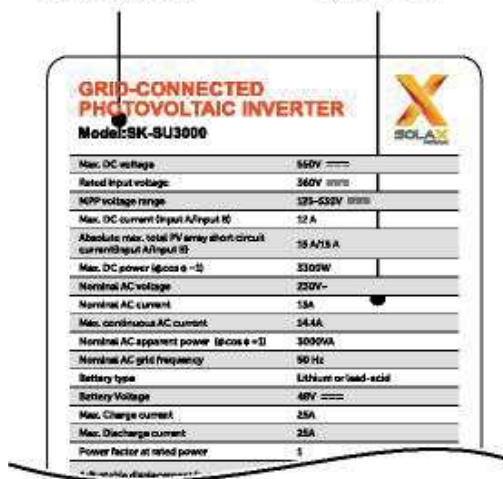 GRID-CONNECTED
PHOTOVOLTAIC INVERTER
Model:SK-SU3000
SOLAX
Max. DC voltage 550V
Rated input voltage 360V
MPP voltage range 125-530V
Max. DC current (input A/input B) 12 A
Absolute max. total PV array short circuit
current(input A/input B) 15 A/15 A
Max. DC power (@cos ϕ =1) 3300W
Nominal AC voltage 230V~
Nominal AC current 13A
Max. continuous AC current 14.4A
Nominal AC apparent power (@cos ϕ =1) 3000VA
Nominal AC grid frequency 50 Hz
Battery type Lithium or lead-acid
Battery Voltage 48V
Max. Charge current 25A
Max. Discharge current 25A
Power factor at rated power 1